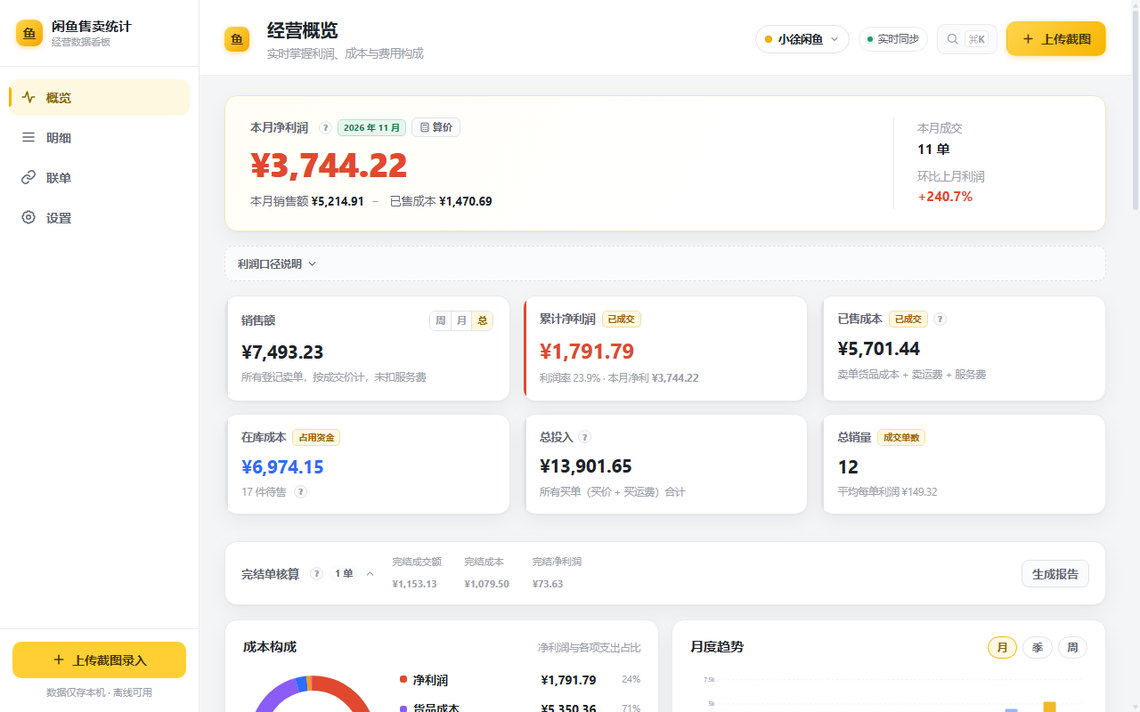 鱼
闲鱼售卖统计
经营数据看板
概览
明细
联单
设置
+ 上传截图录入
数据仅存本机 · 离线可用
鱼
经营概览
实时掌握利润、成本与费用构成
小徐闲鱼
实时同步
⌘K
+ 上传截图
本月净利润 ? 2026 年 11 月 算价
¥3,744.22
本月销售额 ¥5,214.91 － 已售成本 ¥1,470.69
本月成交
11 单
环比上月利润
+240.7%
利润口径说明
销售额 周 月 总
¥7,493.23
所有登记卖单，按成交价计，未扣服务费
累计净利润 已成交
¥1,791.79
利润率 23.9% · 本月净利 ¥3,744.22
已售成本 已成交 ?
¥5,701.44
卖单货品成本 + 卖运费 + 服务费
在库成本 占用资金
¥6,974.15
17 件待售 ?
总投入 ?
¥13,901.65
所有买单（买价 + 买运费）合计
总销量 成交单数
12
平均每单利润 ¥149.32
完结单核算 ? 1 单
完结成交额
¥1,153.13
完结成本
¥1,079.50
完结净利润
¥73.63
生成报告
成本构成
净利润与各项支出占比
净利润 ¥1,791.79 24%
货品成本 ¥5,350.36 71%
月度趋势
月 季 周
7.5k
5k